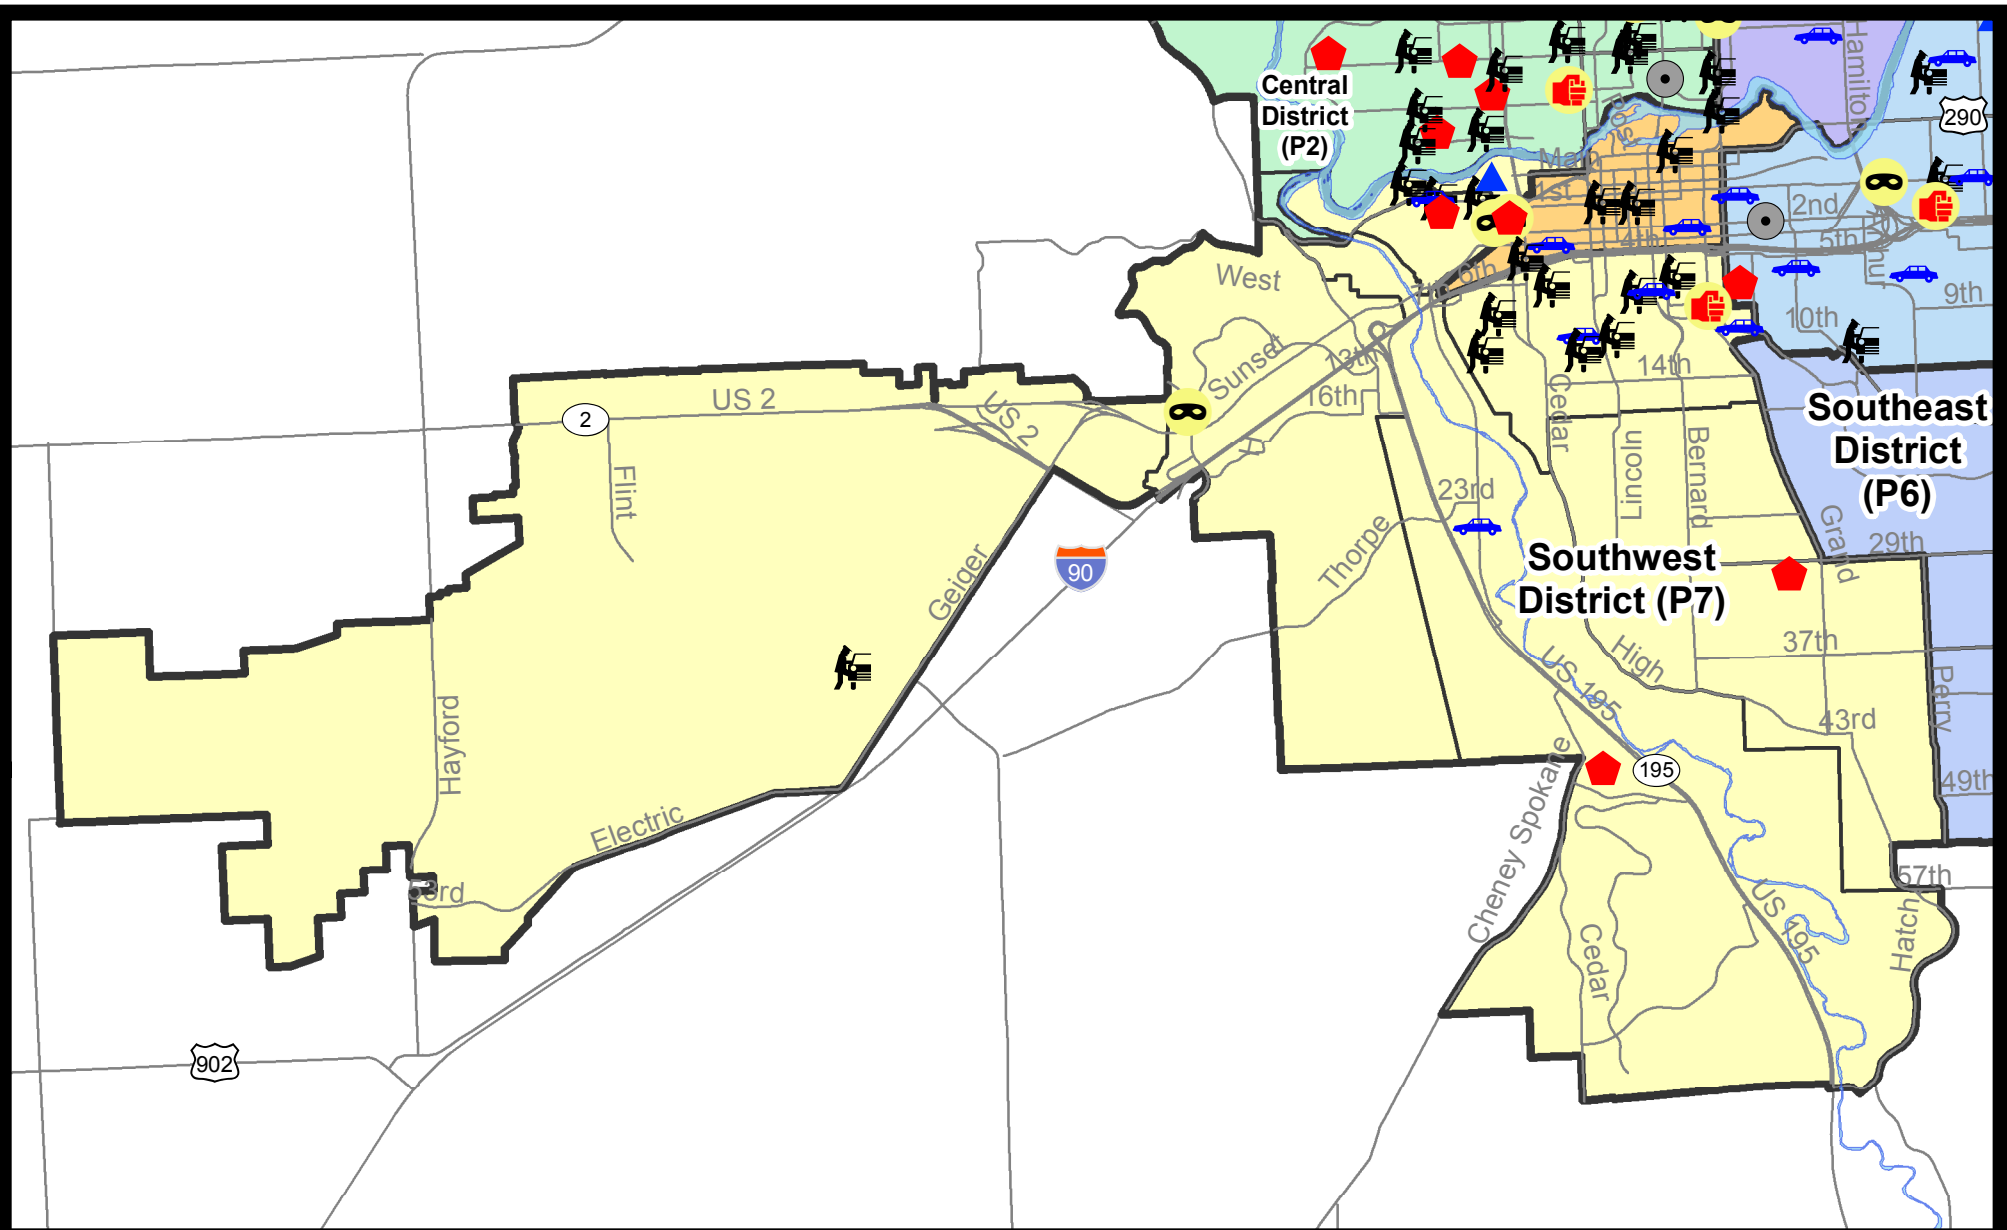 Hamilton
Central
District
(P2)
290
Post
Main
1st
2nd
4th
5th
West
6th
7th
9th
10th
Sunset
13th
14th
16th
US 2
2
US 2
Cedar
Lincoln
Bernard
Southeast
District
(P6)
Flint
23rd
Grand
29th
Thorpe
Southwest
District (P7)
Geiger
90
37th
High
US 195
Perry
43rd
Hayford
195
49th
Cheney Spokane
Electric
53rd
57th
US 195
Hatch
Cedar
902